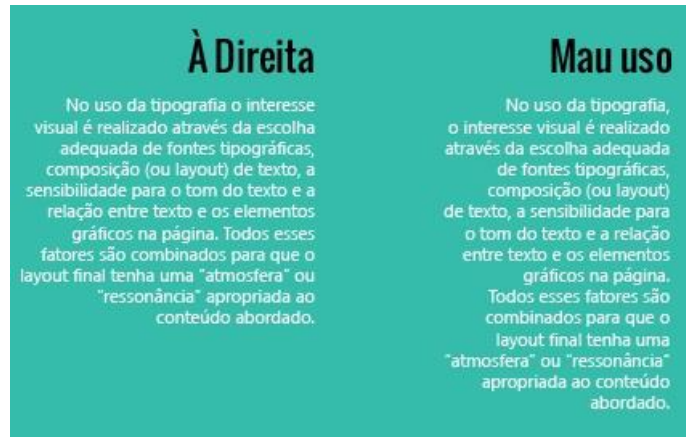 À Direita
No uso da tipografia o interesse
visual é realizado através da escolha
adequada de fontes tipográficas,
composição (ou layout) de texto, a
sensibilidade para o tom do texto e a
relação entre texto e os elementos
gráficos na página. Todos esses
fatores são combinados para que o
layout final tenha uma "atmosfera" ou
"ressonância" apropriada ao
conteúdo abordado.
Mau uso
No uso da tipografia,
o interesse visual é realizado
através da escolha adequada
de fontes tipográficas,
composição (ou layout)
de texto, a sensibilidade para
o tom do texto e a relação
entre texto e os elementos
gráficos na página.
Todos esses fatores são
combinados para que o
layout final tenha uma
"atmosfera" ou "ressonância"
apropriada ao conteúdo
abordado.